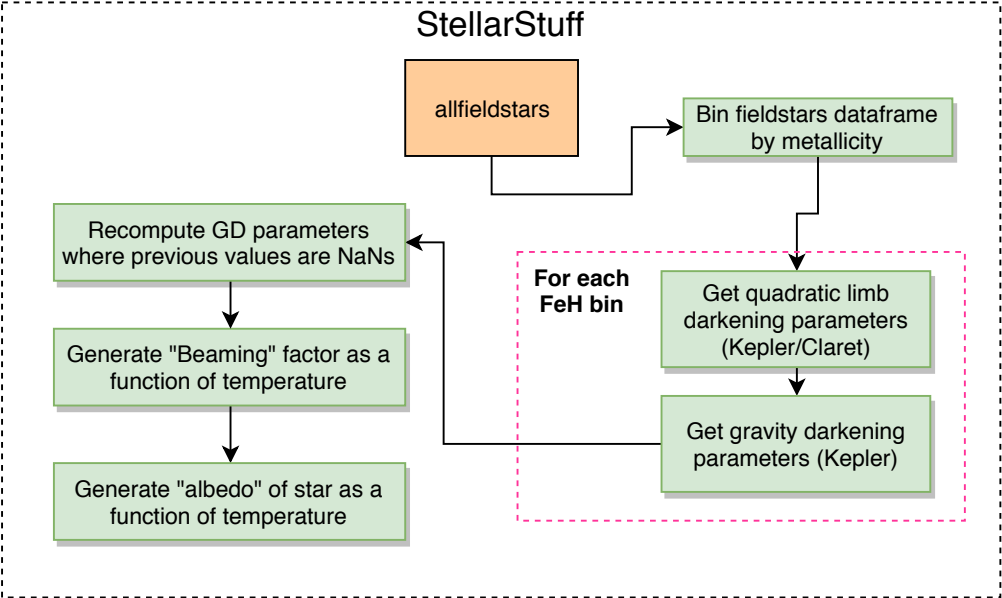 StellarStuff
allfieldstars
Bin fieldstars dataframe
by metallicity
For each
FeH bin
Get quadratic limb
darkening parameters
(Kepler/Claret)
Get gravity darkening
parameters (Kepler)
Recompute GD parameters
where previous values are NaNs
Generate "Beaming" factor as a
function of temperature
Generate "albedo" of star as a
function of temperature